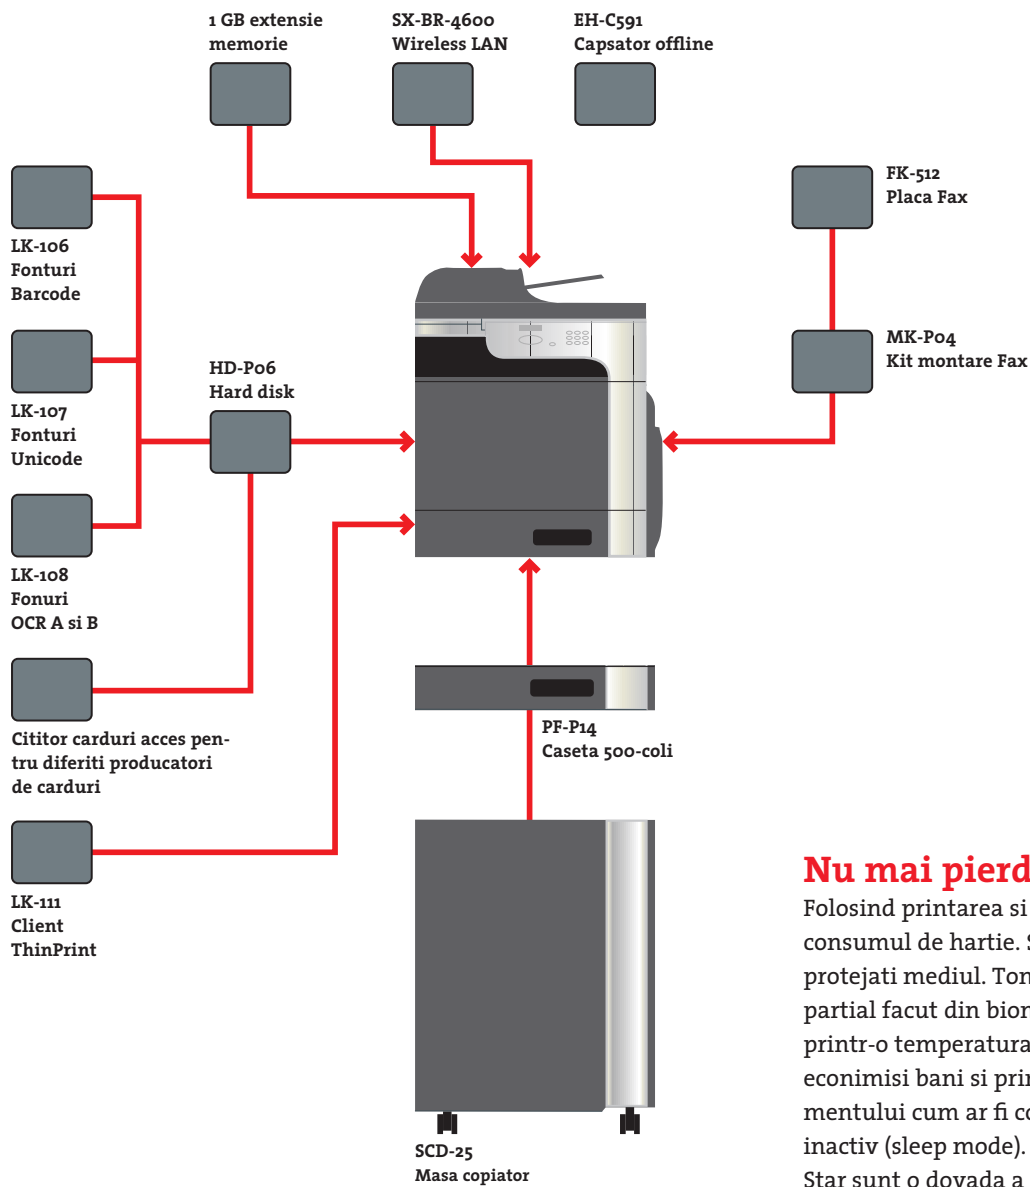 1 GB extensie
memorie
SX-BR-4600
Wireless LAN
EH-C591
Capsator offline
FK-512
Placa Fax
LK-106
Fonturi
Barcode
MK-P04
Kit montare Fax
HD-P06
Hard disk
LK-107
Fonturi
Unicode
LK-108
Fonuri
OCR A si B
PF-P14
Caseta 500-coli
Cititor carduri acces pen-
tru diferiti producatori
de carduri
LK-111
Client
ThinPrint
SCD-25
Masa copiator
Nu mai pierd
Folosind printarea si
consumul de hartie. S
protejati mediul. Ton
partial facut din biom
printr-o temperatura
econimisi bani si prin
mentului cum ar fi co
inactiv (sleep mode).
Star sunt o dovada a